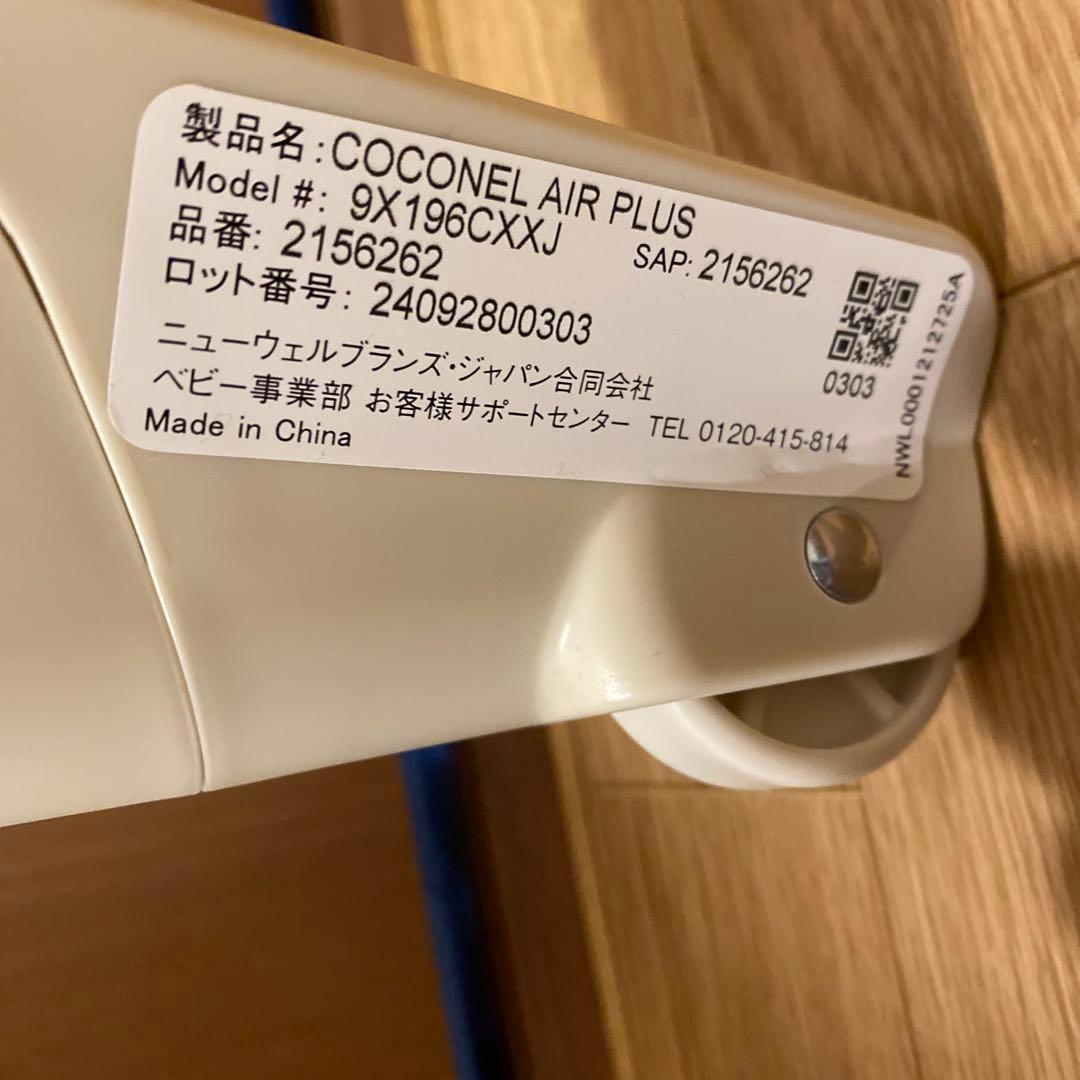 製品名:COCONEL AIR PLUS
Model #: 9X196CXXJ SAP: 2156262
品番: 2156262
ロット番号: 24092800303
ニューウェルブランズ・ジャパン合同会社
ベビー事業部 お客様サポートセンター TEL 0120-415-814
Made in China
0303
NWL0001212725A